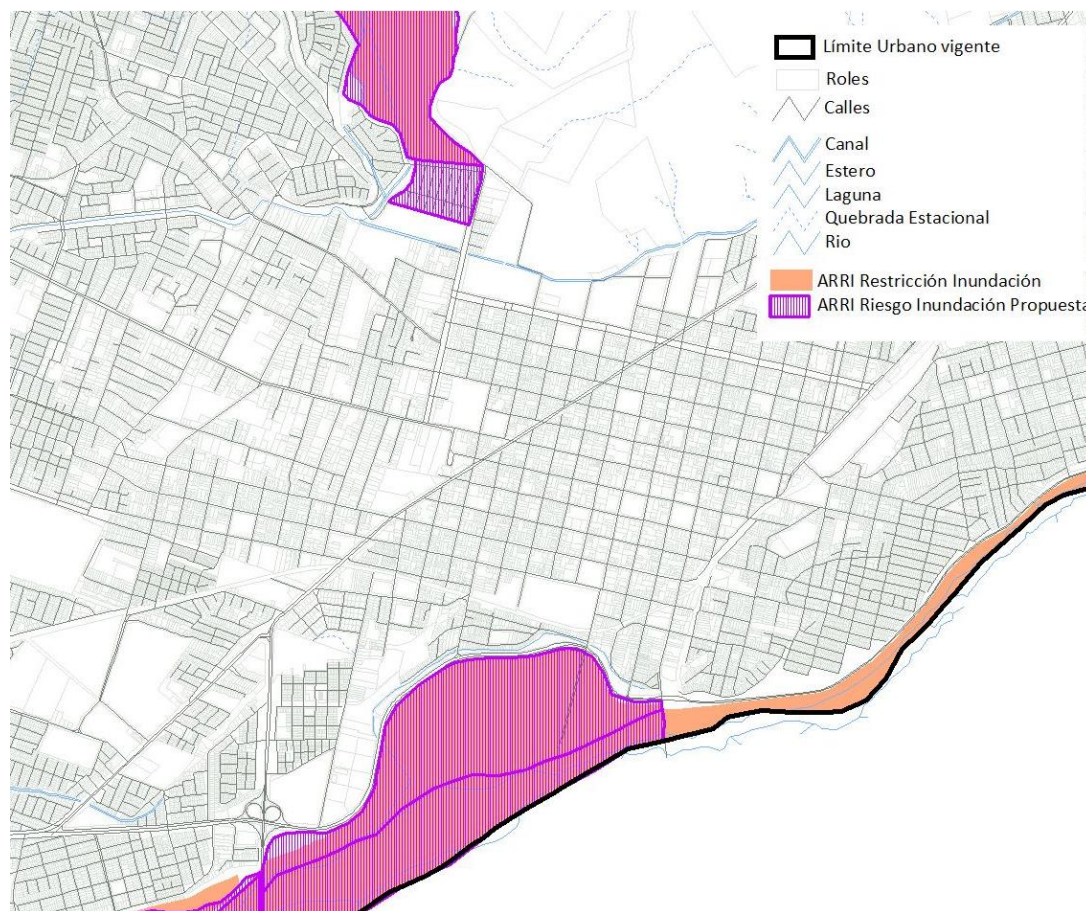 Límite Urbano vigente
Roles
Calles
Canal
Estero
Laguna
Quebrada Estacional
Rio
ARRI Restricción Inundación
ARRI Riesgo Inundación Propuesta